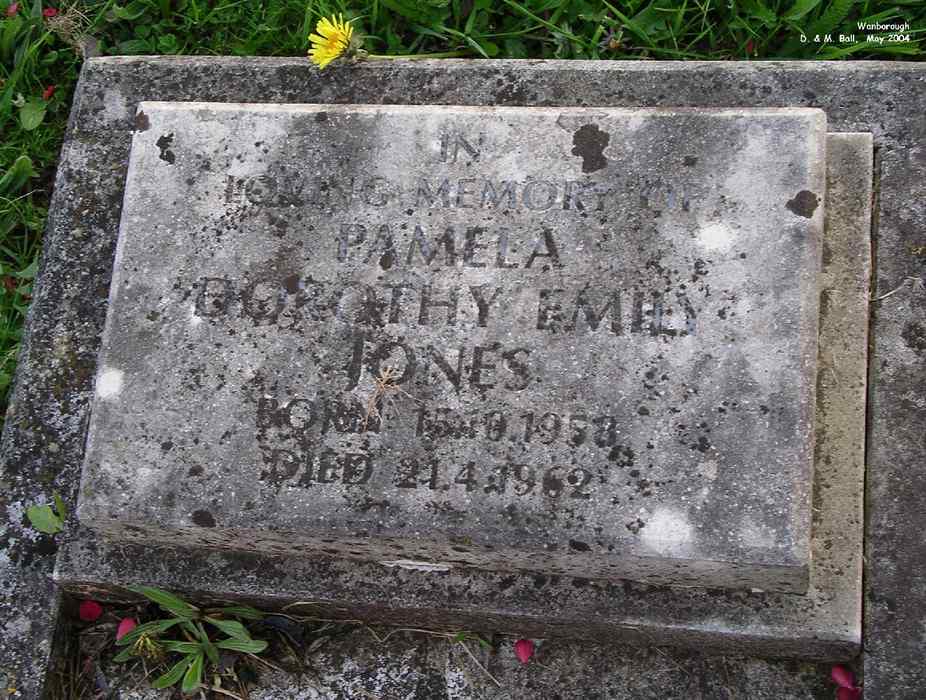 Wanborough
D. & M. Ball, May 2004
IN
LOVING MEMORY OF
PAMELA
DOROTHY EMILY
JONES
BORN
DIED 21.4.1962